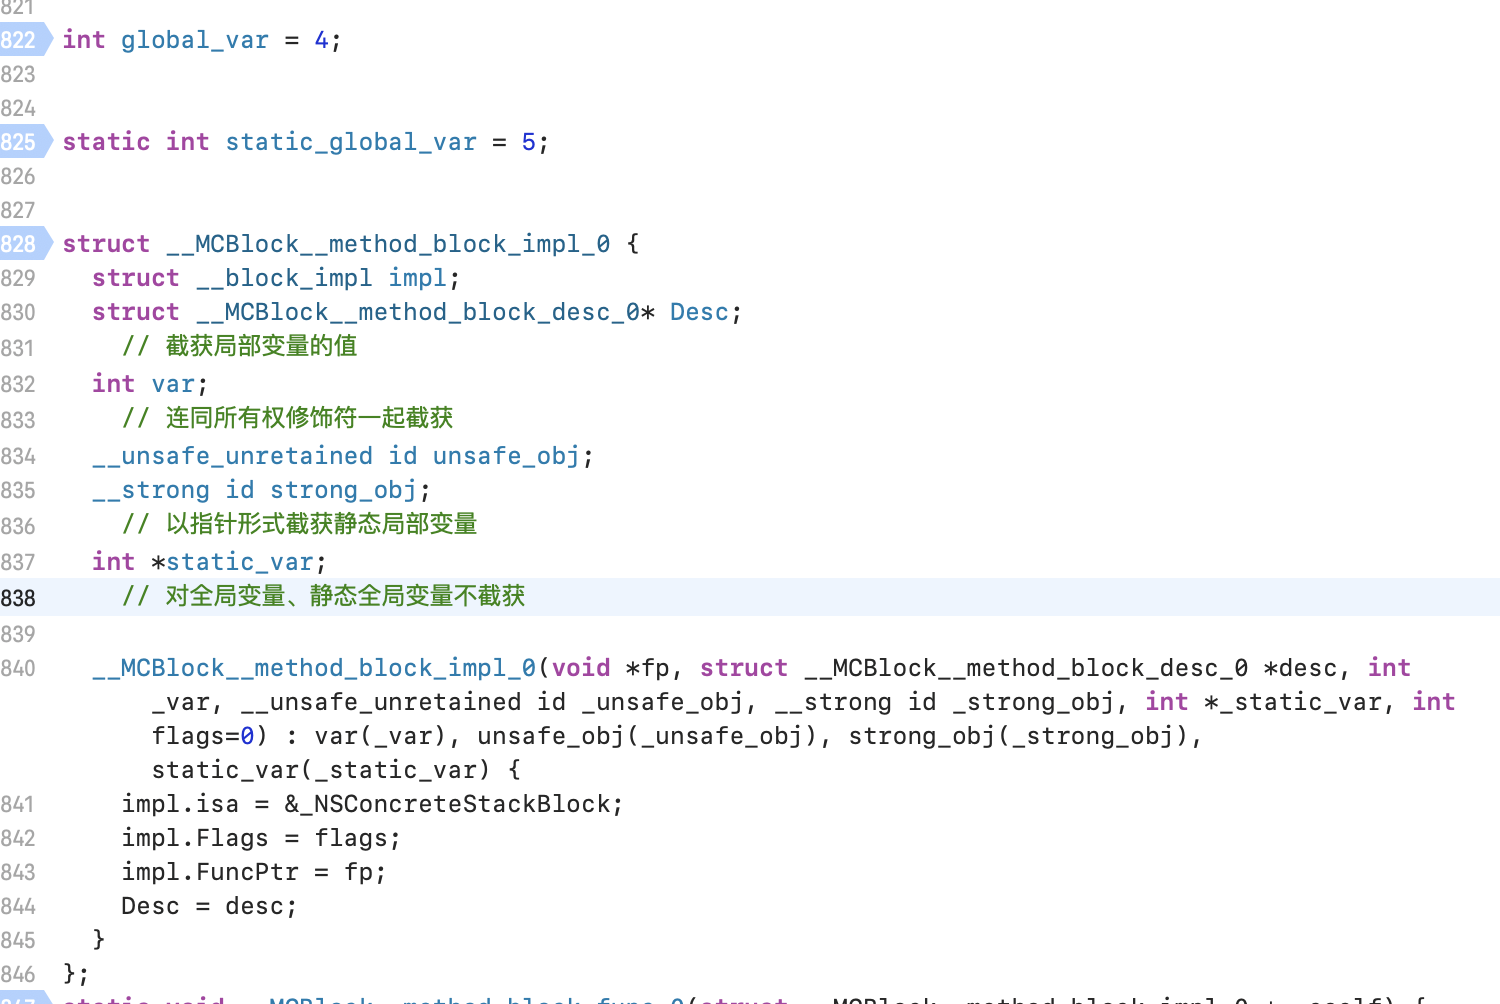 821
822 int global_var = 4;
823
824
825 static int static_global_var = 5;
826
827
828 struct __MCBlock__method_block_impl_0 {
829 struct __block_impl impl;
830 struct __MCBlock__method_block_desc_0* Desc;
831 // 截获局部变量的值
832 int var;
833 // 连同所有权修饰符一起截获
834 __unsafe_unretained id unsafe_obj;
835 __strong id strong_obj;
836 // 以指针形式截获静态局部变量
837 int *static_var;
838 // 对全局变量、静态全局变量不截获
839
840 __MCBlock__method_block_impl_0(void *fp, struct __MCBlock__method_block_desc_0 *desc, int
_var, __unsafe_unretained id _unsafe_obj, __strong id _strong_obj, int *_static_var, int
flags=0) : var(_var), unsafe_obj(_unsafe_obj), strong_obj(_strong_obj),
static_var(_static_var) {
841 impl.isa = &_NSConcreteStackBlock;
842 impl.Flags = flags;
843 impl.FuncPtr = fp;
844 Desc = desc;
845 }
846 };
847 static void __MCBlock__method_block_func_0(struct __MCBlock__method_block_impl_0 *__cself) {